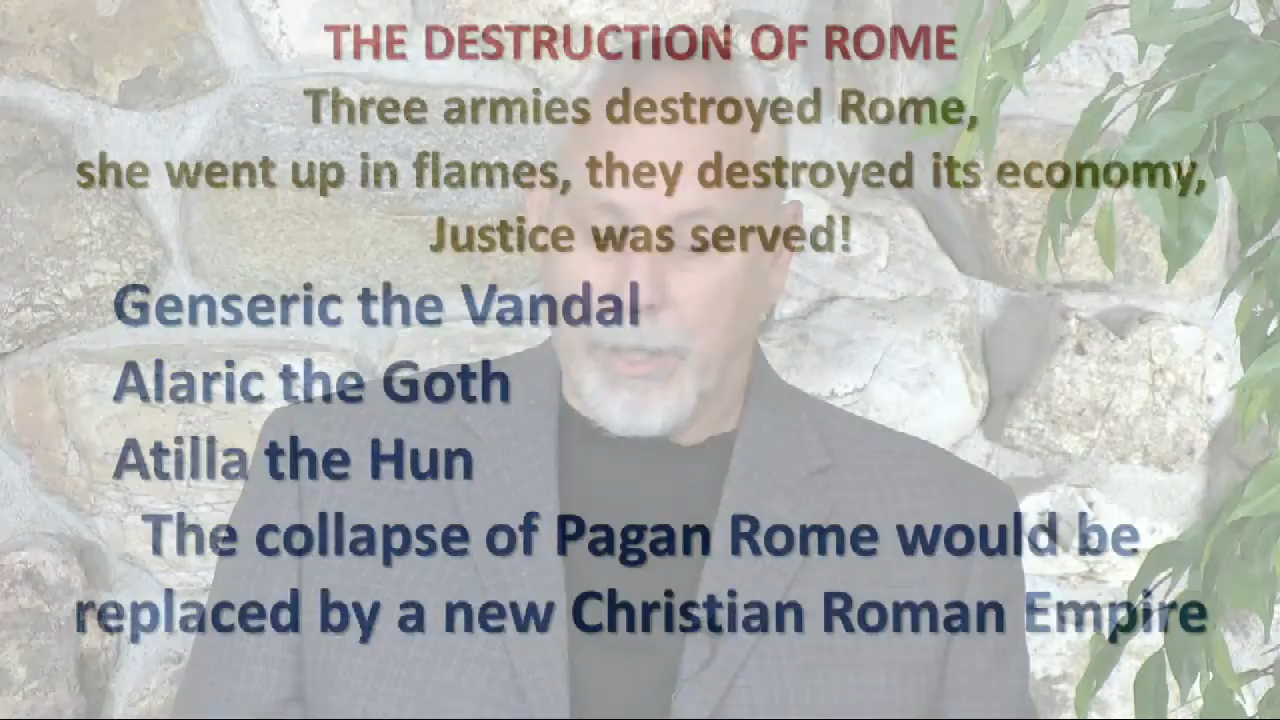 THE DESTRUCTION OF ROME
Three armies destroyed Rome,
she went up in flames, they destroyed its economy,
Justice was served!
Genseric the Vandal
Alaric the Goth
Atilla the Hun
The collapse of Pagan Rome would be
replaced by a new Christian Roman Empire